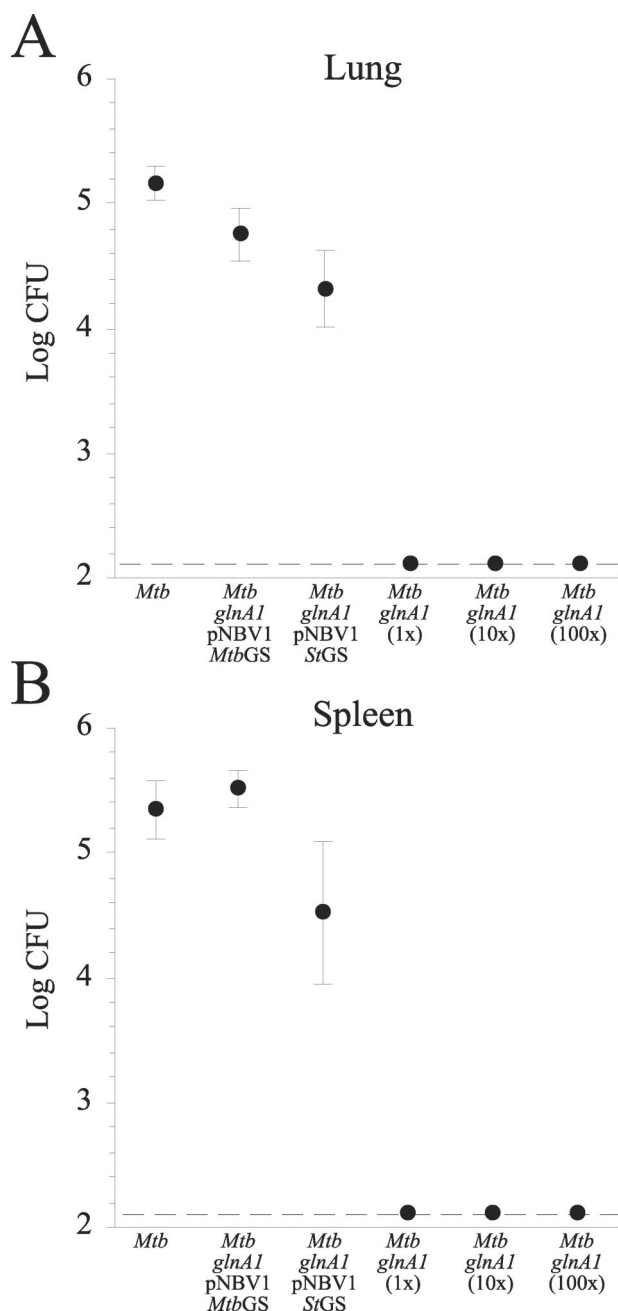 A
Lung
Log CFU
6
5
4
3
2
Mtb
Mtb
glnA1
pNBV1
MtbGS
Mtb
glnA1
pNBV1
StGS
Mtb
glnA1
(1x)
Mtb
glnA1
(10x)
Mtb
glnA1
(100x)
B
Spleen
Log CFU
6
5
4
3
2
Mtb
Mtb
glnA1
pNBV1
MtbGS
Mtb
glnA1
pNBV1
StGS
Mtb
glnA1
(1x)
Mtb
glnA1
(10x)
Mtb
glnA1
(100x)